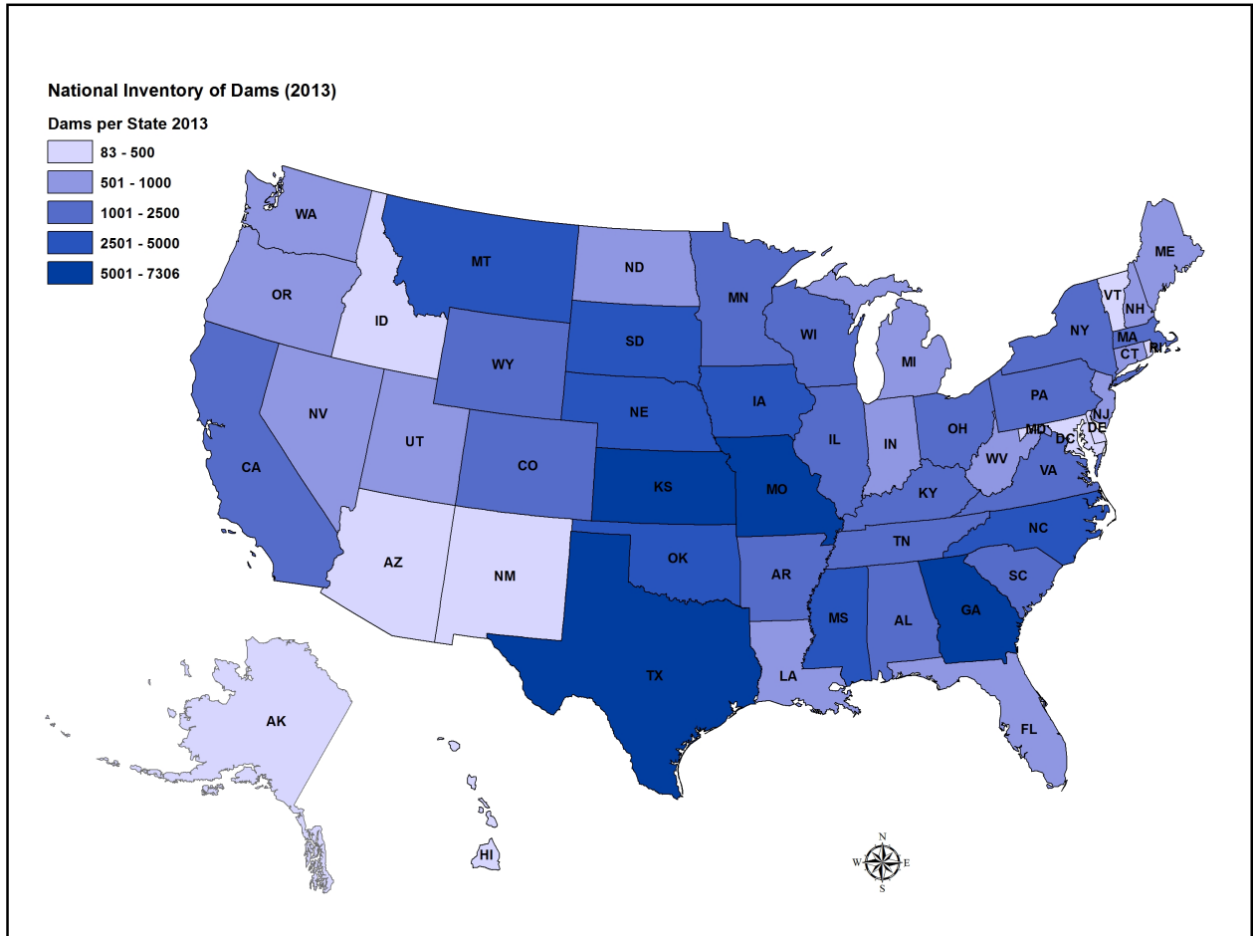 National Inventory of Dams (2013)
Dams per State 2013
83 - 500
501 - 1000
1001 - 2500
2501 - 5000
5001 - 7306
WA
MT
ND
MN
ME
OR
ID
SD
WI
VT
NH
NY
MA
CT
RI
WY
MI
NV
UT
NE
IA
PA
NJ
CA
CO
IL
IN
OH
MD
DE
DC
WV
VA
KS
MO
KY
AZ
NM
OK
AR
TN
NC
SC
MS
AL
GA
TX
LA
FL
AK
HI
N
W E
S